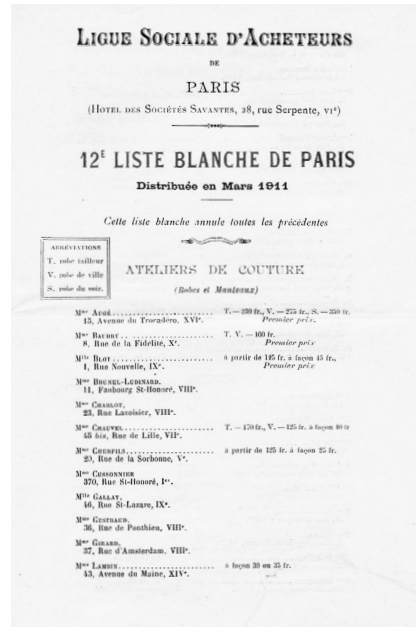 LIGUE SOCIALE D'ACHETEURS
DE
PARIS
(HOTEL DES SOCIÉTÉS SAVANTES, 28, rue Serpente, VIᵉ)
12ᴱ LISTE BLANCHE DE PARIS
Distribuée en Mars 1911
Cette liste blanche annule toutes les précédentes
ABRÉVIATIONS
T. robe tailleur
V. robe de ville
S. robe du soir.
ATELIERS DE COUTURE
(Robes et Manteaux)
Mᵐᵉ AUGÉ........................ T. — 250 fr., V. — 275 fr., S. — 350 fr.
15, Avenue du Trocadéro, XVIᵉ. Premier prix.
Mᵐᵉ BAUDRY........................ T. V. — 100 fr.
8, Rue de la Fidélité, Xᵉ. Premier prix
Mˡˡᵉ BLOT........................ à partir de 125 fr. à façon 45 fr.,
1, Rue Nouvelle, IXᵉ. Premier prix
Mᵐᵉ BRUNEL-LUDINARD.
11, Faubourg St-Honoré, VIIIᵉ.
Mᵐᵉ CHARLOT,
23, Rue Lavoisier, VIIIᵉ.
Mᵐᵉ CHAUVEL........................ T. — 170 fr., V. — 125 fr. à façon 40 fr
45 bis, Rue de Lille, VIIᵉ.
Mᵐᵉ CHERFILS........................ à partir de 125 fr. à façon 25 fr.
20, Rue de la Sorbonne, Vᵉ.
Mᵐᵉ CUSSONNIER
370, Rue St-Honoré, Iᵉʳ.
Mˡˡᵉ GALLAY,
46, Rue St-Lazare, IXᵉ.
Mᵐᵉ
36, Rue de Ponthieu, VIIIᵉ.
Mᵐᵉ GIRARD,
37, Rue d'Amsterdam, VIIIᵉ.
Mᵐᵉ LAMBIN........................ à façon 30 ou 35 fr.
43, Avenue du Maine, XIVᵉ.